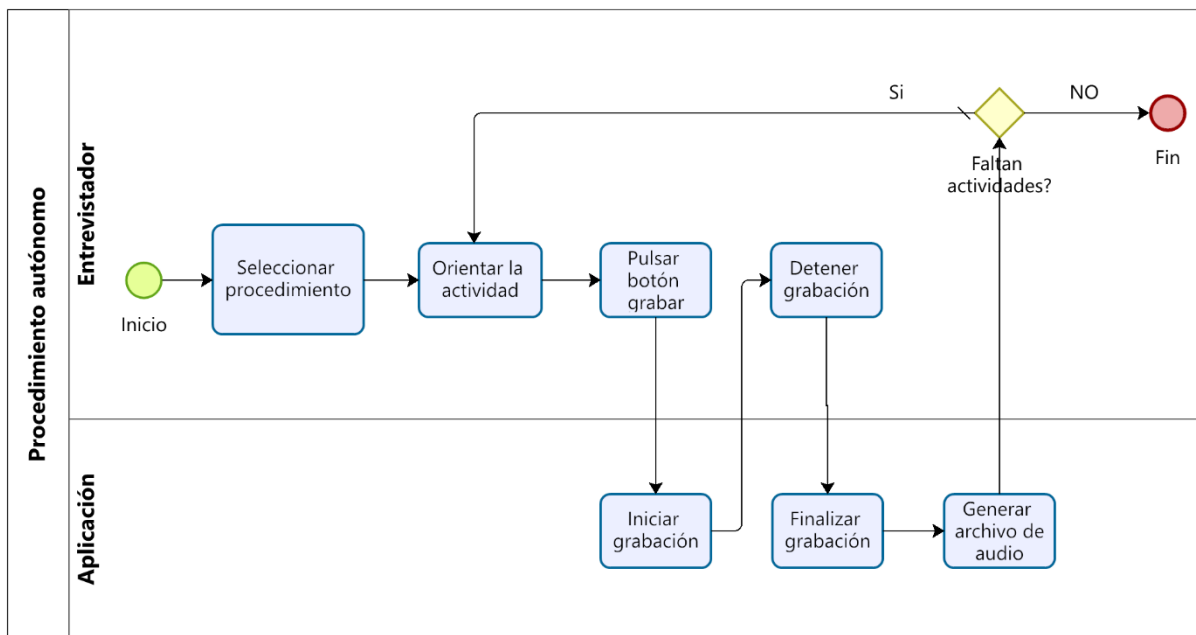 Procedimiento autónomo
Entrevistador
Si
NO
Faltan
actividades?
Fin
Inicio
Seleccionar
procedimiento
Orientar la
actividad
Pulsar
botón
grabar
Detener
grabación
Aplicación
Iniciar
grabación
Finalizar
grabación
Generar
archivo de
audio